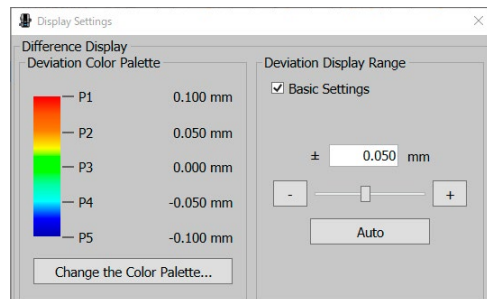 Display Settings
Difference Display
Deviation Color Palette
P1 0.100 mm
P2 0.050 mm
P3 0.000 mm
P4 -0.050 mm
P5 -0.100 mm
Change the Color Palette...
Deviation Display Range
Basic Settings
± 0.050 mm
- +
Auto